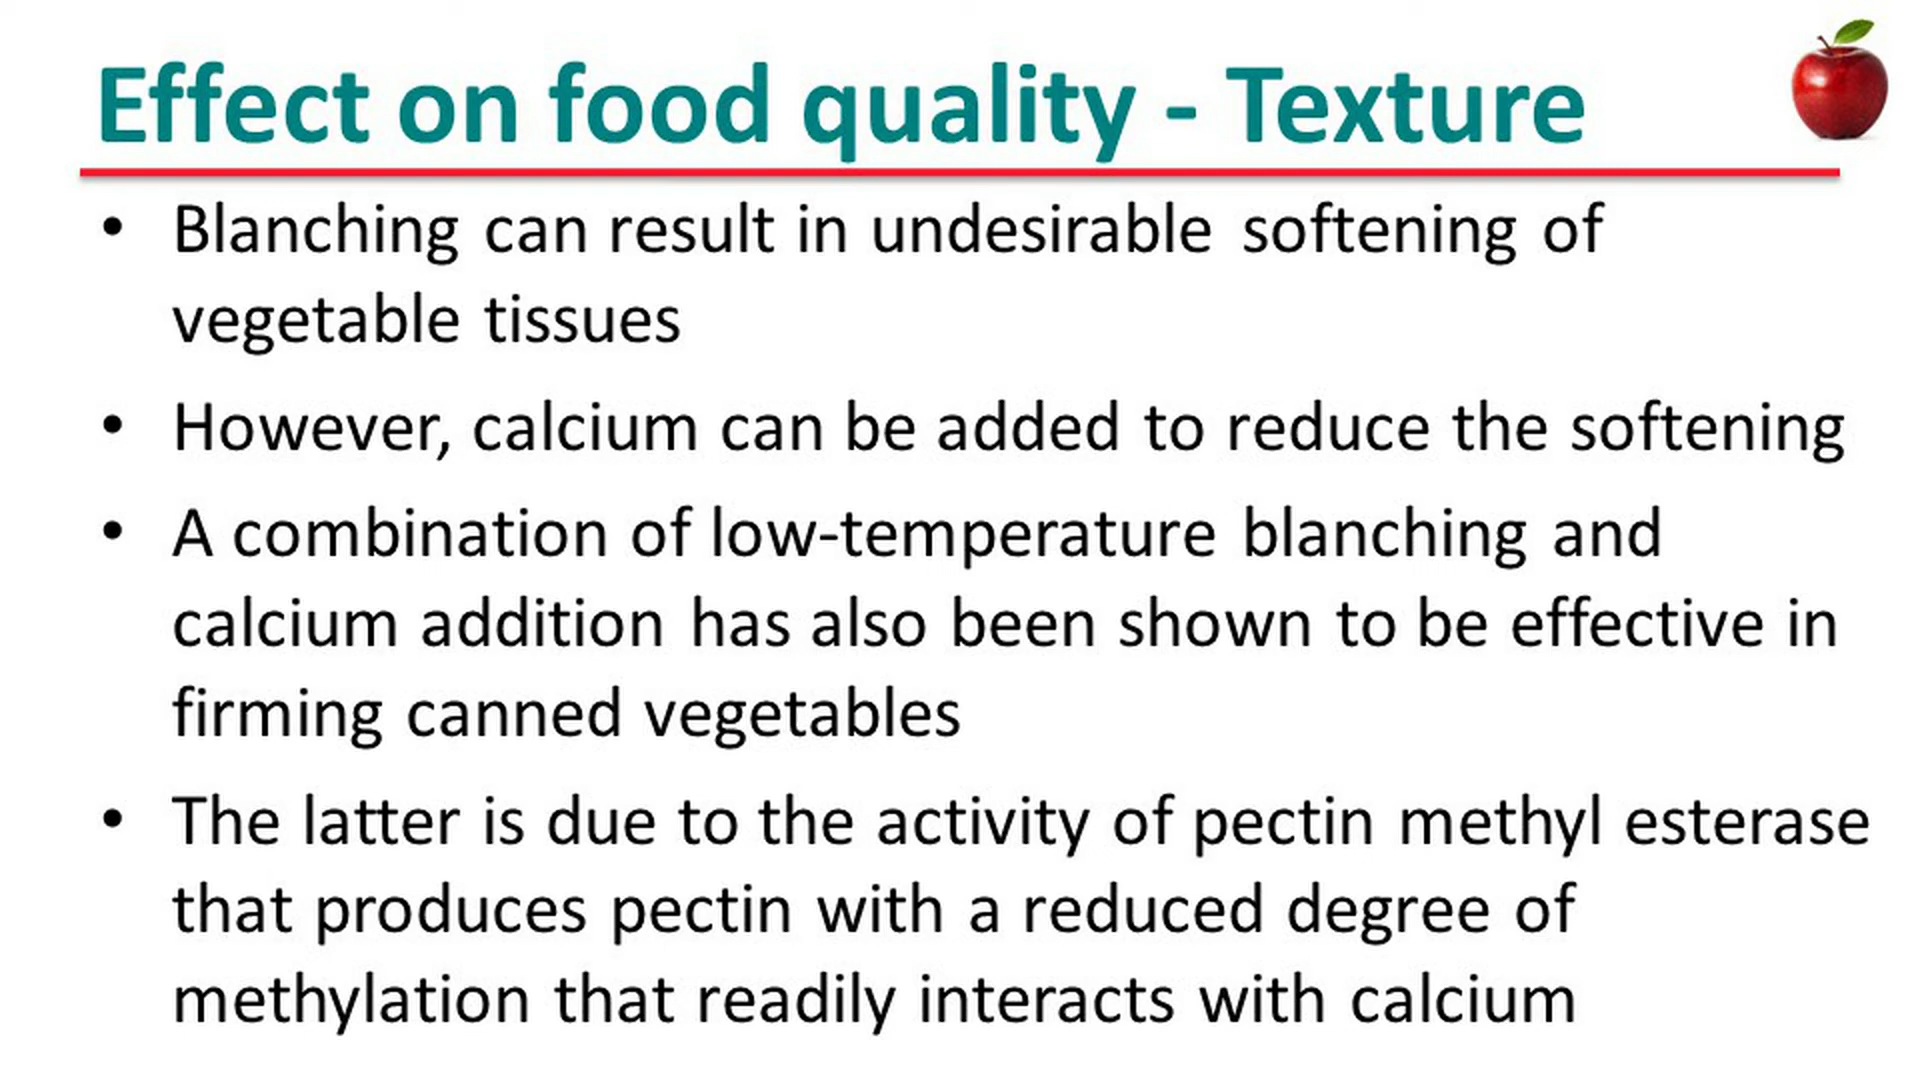 Effect on food quality - Texture
• Blanching can result in undesirable softening of
vegetable tissues
• However, calcium can be added to reduce the softening
• A combination of low-temperature blanching and
calcium addition has also been shown to be effective in
firming canned vegetables
• The latter is due to the activity of pectin methyl esterase
that produces pectin with a reduced degree of
methylation that readily interacts with calcium